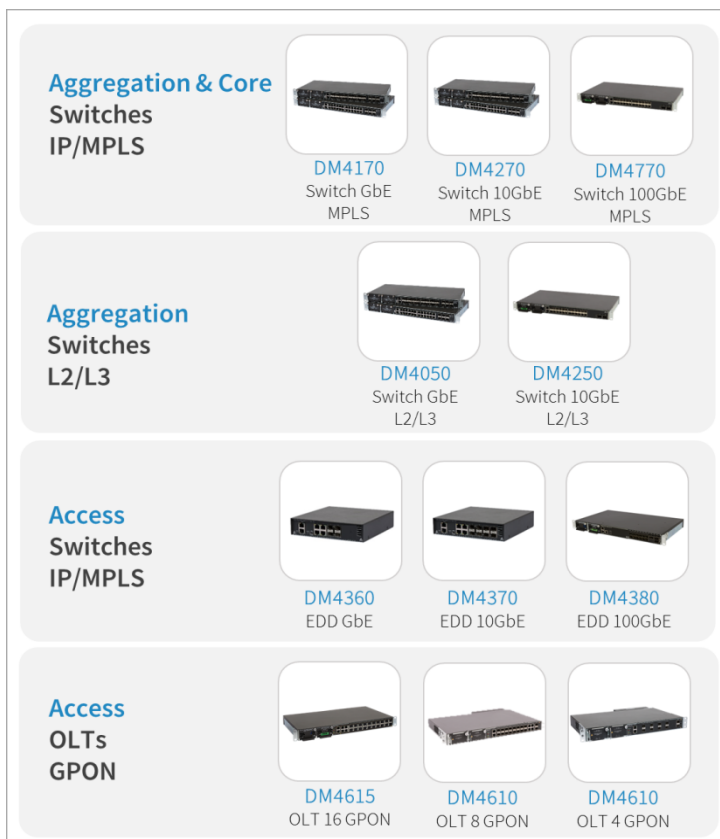 Aggregation & Core
Switches
IP/MPLS
DM4170
Switch GbE
MPLS
DM4270
Switch 10GbE
MPLS
DM4770
Switch 100GbE
MPLS
Aggregation
Switches
L2/L3
DM4050
Switch GbE
L2/L3
DM4250
Switch 10GbE
L2/L3
Access
Switches
IP/MPLS
DM4360
EDD GbE
DM4370
EDD 10GbE
DM4380
EDD 100GbE
Access
OLTs
GPON
DM4615
OLT 16 GPON
DM4610
OLT 8 GPON
DM4610
OLT 4 GPON